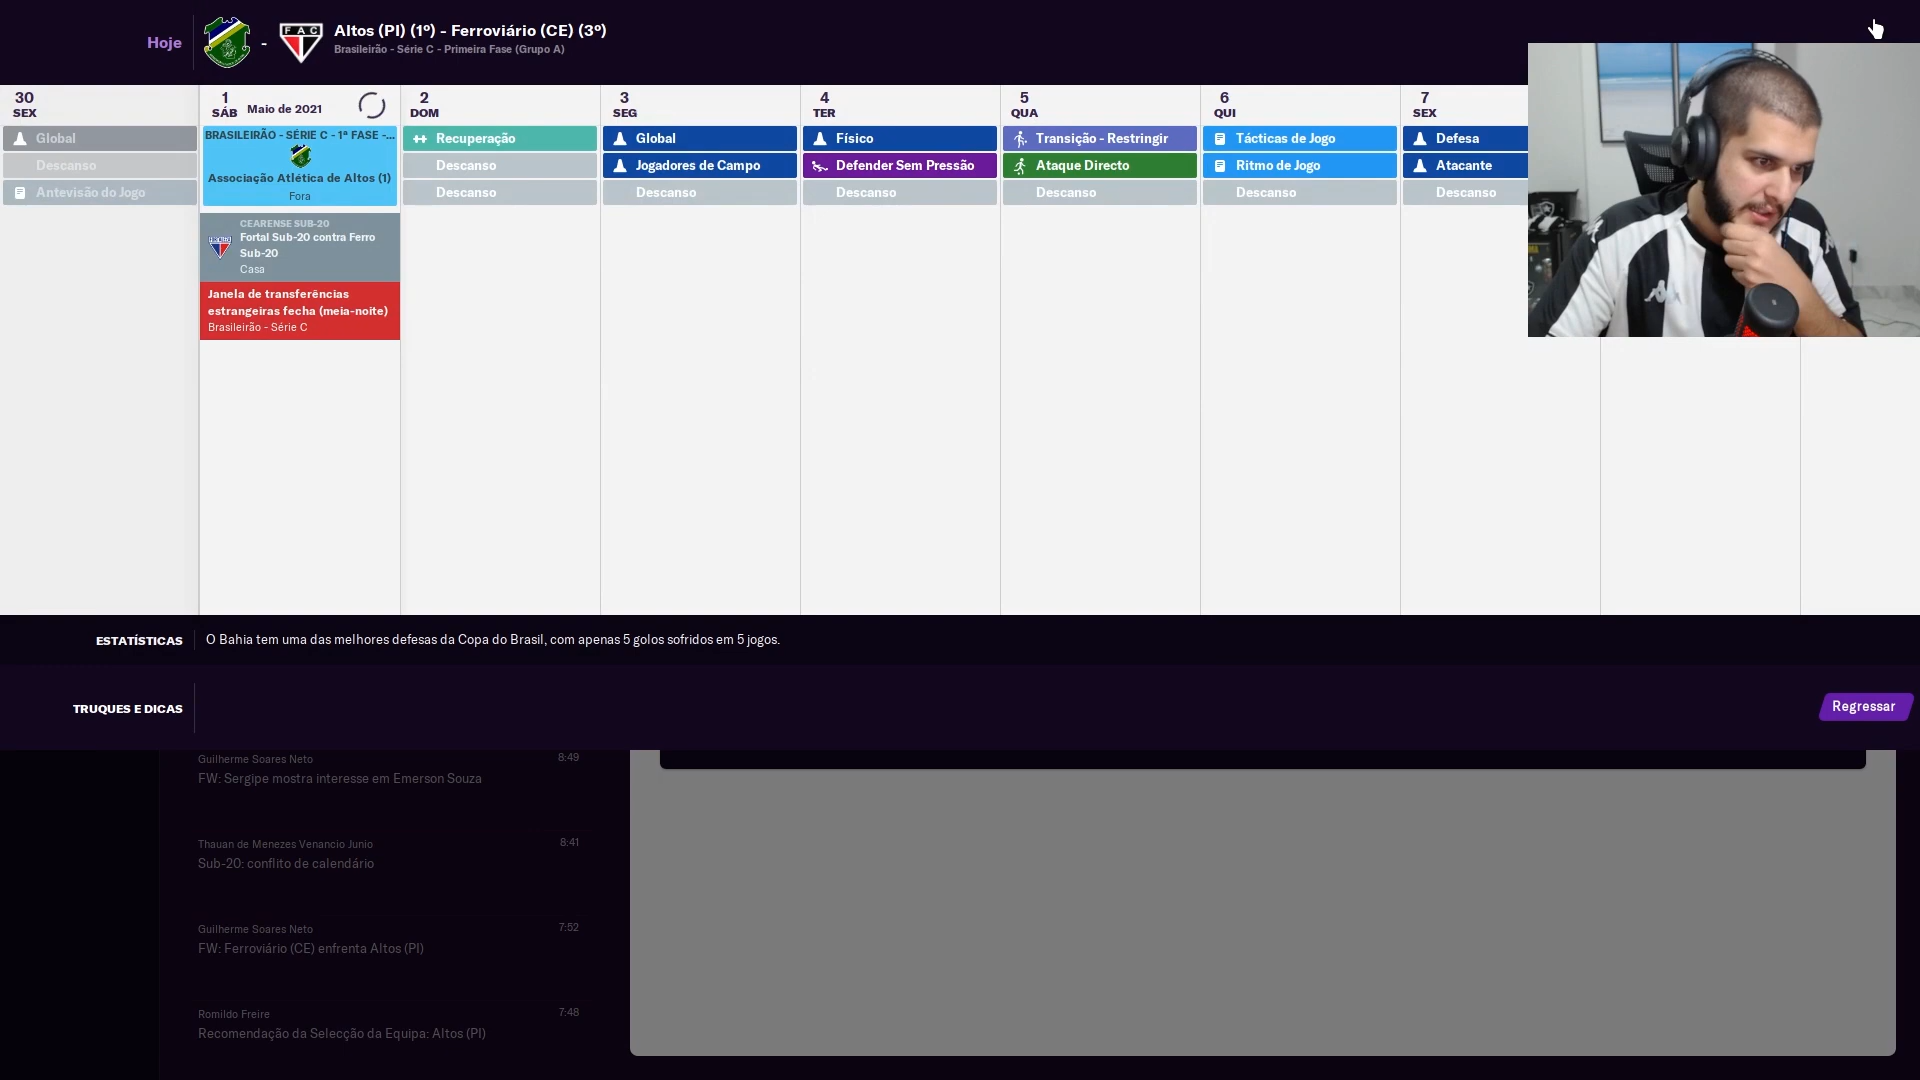 Hoje
-
FAC
Altos (PI) (1º) - Ferroviário (CE) (3º)
Brasileirão - Série C - Primeira Fase (Grupo A)
30
SEX
Global
Descanso
Antevisão do Jogo
1
SÁB
Maio de 2021
BRASILEIRÃO - SÉRIE C - 1ª FASE -...
Associação Atlética de Altos (1)
Fora
CEARENSE SUB-20
Fortal Sub-20 contra Ferro
Sub-20
Casa
Janela de transferências
estrangeiras fecha (meia-noite)
Brasileirão - Série C
2
DOM
Recuperação
Descanso
Descanso
3
SEG
Global
Jogadores de Campo
Descanso
4
TER
Físico
Defender Sem Pressão
Descanso
5
QUA
Transição - Restringir
Ataque Directo
Descanso
6
QUI
Tácticas de Jogo
Ritmo de Jogo
Descanso
7
SEX
Defesa
Atacante
Descanso
ESTATÍSTICAS
O Bahia tem uma das melhores defesas da Copa do Brasil, com apenas 5 golos sofridos em 5 jogos.
TRUQUES E DICAS
Regressar
Guilherme Soares Neto
8:49
FW: Sergipe mostra interesse em Emerson Souza
Thauan de Menezes Venancio Junio
8:41
Sub-20: conflito de calendário
Guilherme Soares Neto
7:52
FW: Ferroviário (CE) enfrenta Altos (PI)
Romildo Freire
7:48
Recomendação da Selecção da Equipa: Altos (PI)